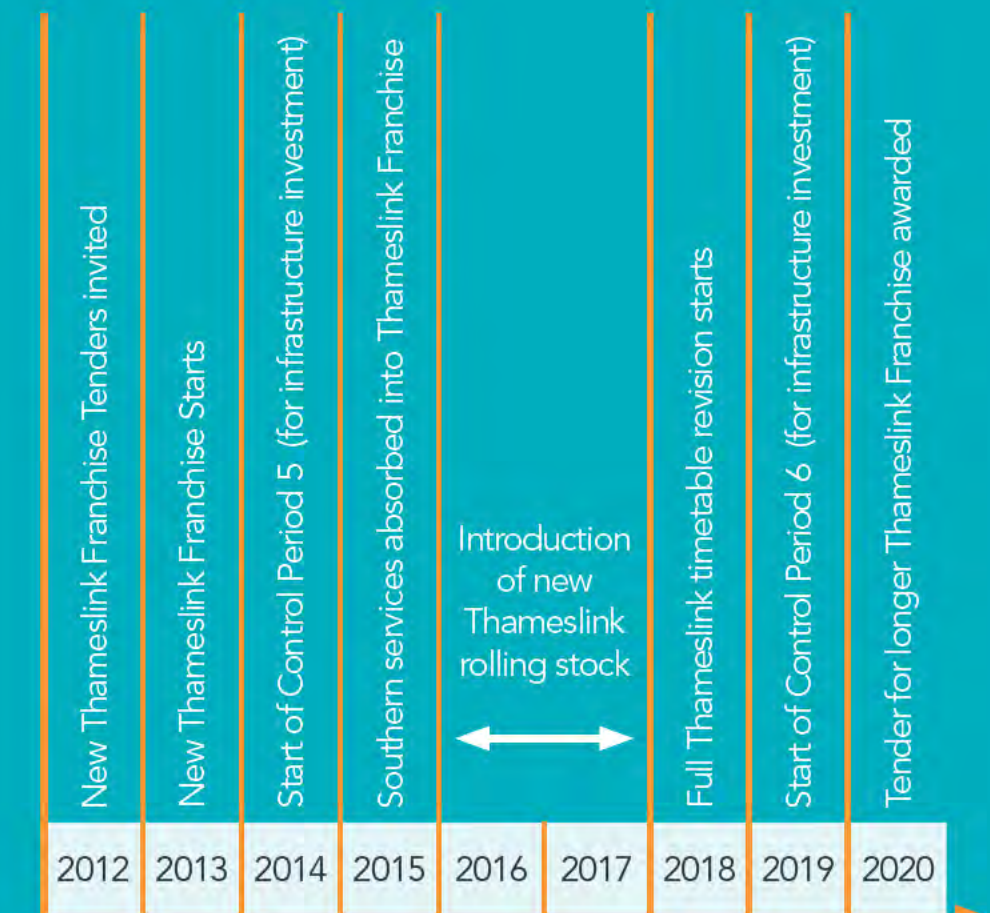 New Thameslink Franchise Tenders invited
New Thameslink Franchise Starts
Start of Control Period 5 (for infrastructure investment)
Southern services absorbed into Thameslink Franchise
Introduction
of new
Thameslink
rolling stock
Full Thameslink timetable revision starts
Start of Control Period 6 (for infrastructure investment)
Tender for longer Thameslink Franchise awarded
2012 2013 2014 2015 2016 2017 2018 2019 2020